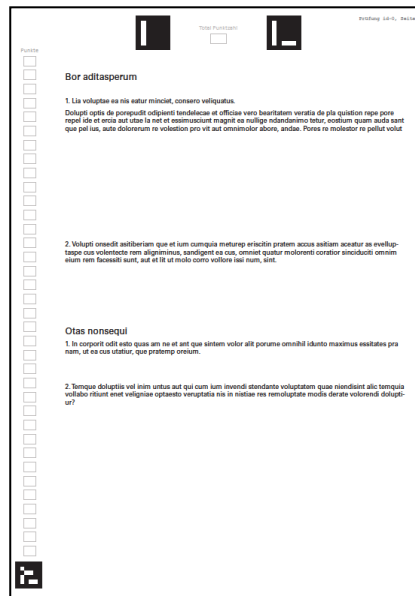 Prüfung id-0, Seite
Total Punktzahl
Punkte
Bor aditasperum
1. Lia voluptae ea nis eatur minciet, consero veliquatus.
Dolupti optis de porepudit odipienti tendelecae et officiae vero bearitatem veratia de pla quistion repe pore
repel ide et ercia aut utae la net et essimusciunt magnit ea nullige ndandanimo tetur, eostium quam auda sant
que pel ius, aute dolorerum re volestion pro vit aut omnimolor abore, andae. Pores re molestor re pellut volut
2. Volupti onsedit asitiberiam que et ium cumquia meturep eriscitin pratem accus asitiam aceatur as evellup-
taspe cus volentecte rem aligniminus, sandigent ea cus, omniet quatur molorenti coratior sinciduciti omnim
eium rem facessiti sunt, aut et lit ut molo corro vollore issi num, sint.
Otas nonsequi
1. In corporit odit esto quas am ne et ant que sintem volor alit porume omnihil idunto maximus essitates pra
nam, ut ea cus utatiur, que pratemp oreium.
2. Temque doluptiis vel inim untus aut qui cum ium invendi stendante voluptatem quae niendisint alic temquia
vollabo ritiunt enet veligniae optaesto veruptatia nis in nistiae res remoluptate modis derate volorendi dolupti-
ur?